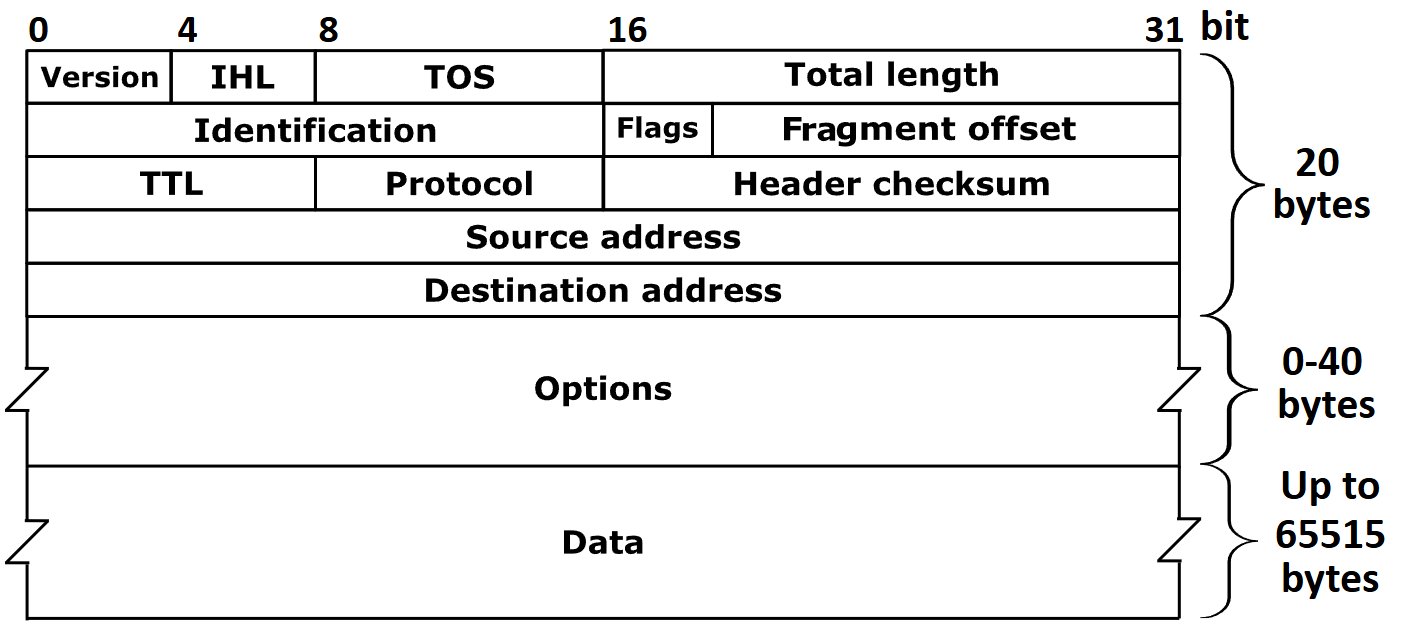 0 4 8 16 31 bit
Version IHL TOS Total length
Identification Flags Fragment offset
TTL Protocol Header checksum
Source address
Destination address
20
bytes
Options
0-40
bytes
Data
Up to
65515
bytes